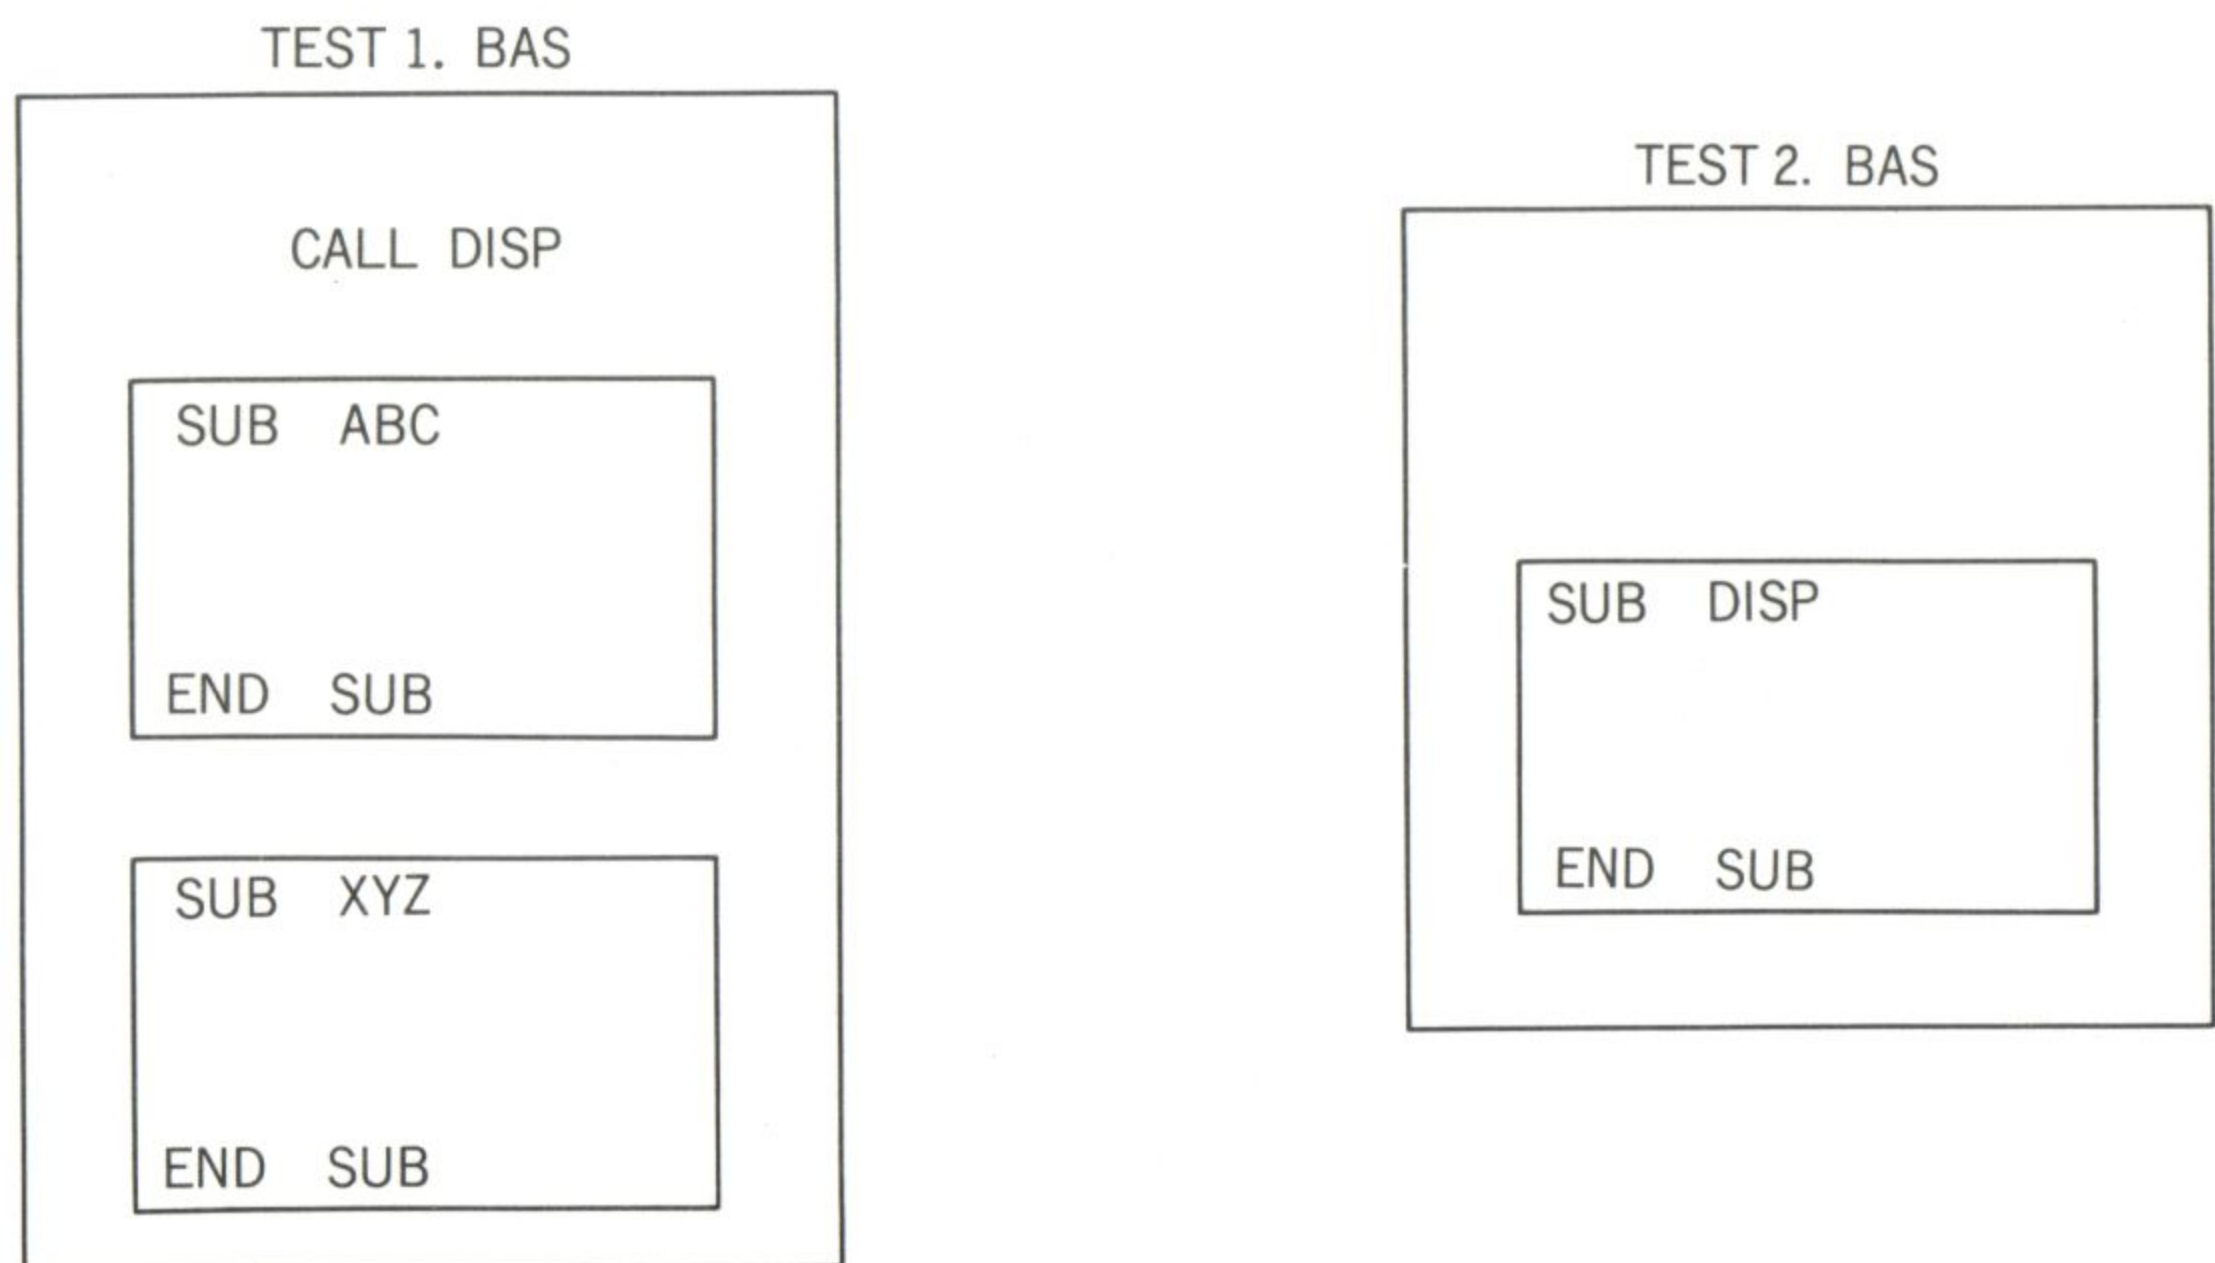 TEST 1. BAS
CALL DISP
SUB ABC
END SUB
SUB XYZ
END SUB
TEST 2. BAS
SUB DISP
END SUB